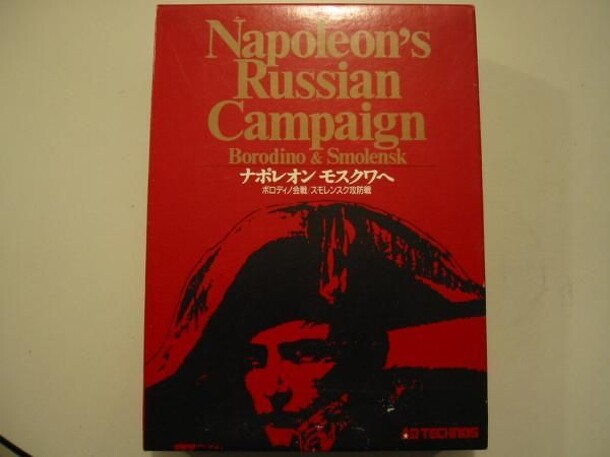 Napoleon's
Russian
Campaign
Borodino & Smolensk
ナポレオン モスクワへ
ボロディノ会戦/スモレンスク攻防戦
TECHNOS